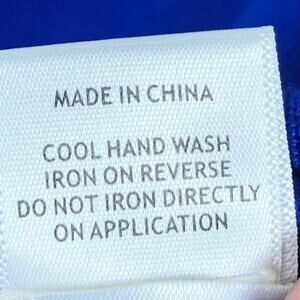 MADE IN CHINA
COOL HAND WASH
IRON ON REVERSE
DO NOT IRON DIRECTLY
ON APPLICATION